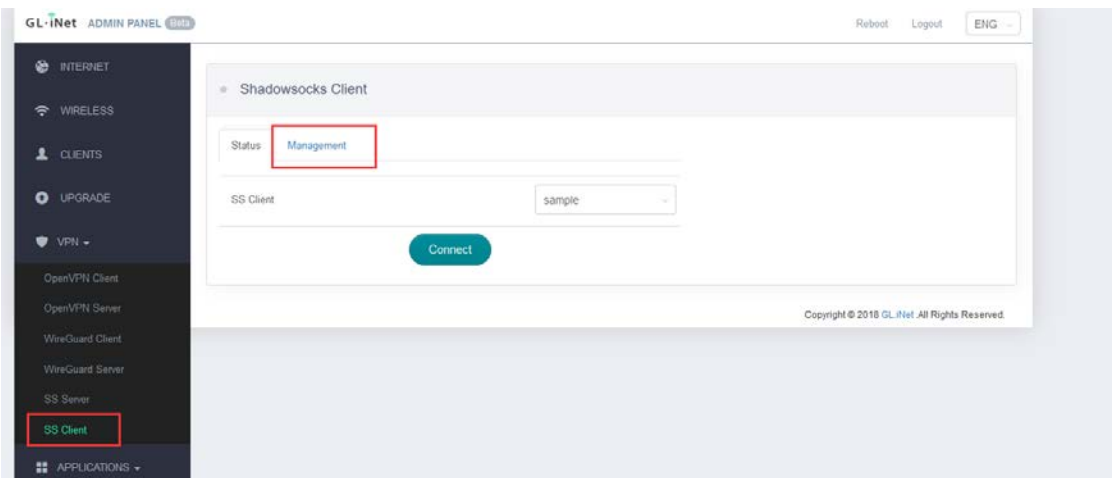 GL·iNet ADMIN PANEL Beta
Reboot Logout ENG
INTERNET
WIRELESS
CLIENTS
UPGRADE
VPN
OpenVPN Client
OpenVPN Server
WireGuard Client
WireGuard Server
SS Server
SS Client
APPLICATIONS
Shadowsocks Client
Status Management
SS Client sample
Connect
Copyright © 2018 GL.iNet .All Rights Reserved.